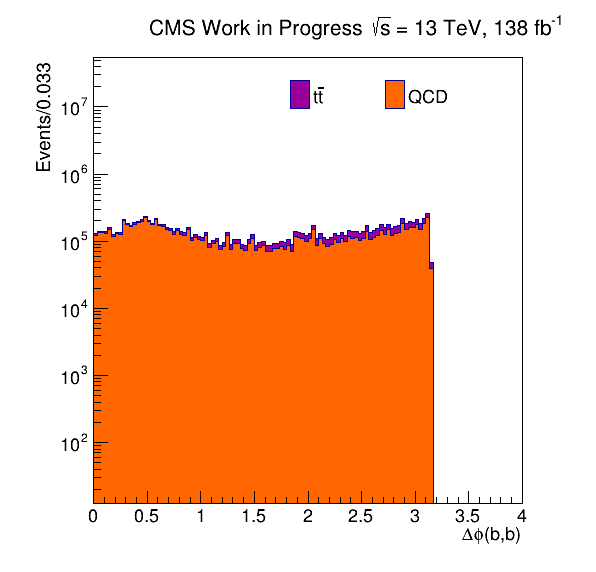 CMS Work in Progress √s = 13 TeV, 138 fb⁻¹
Events/0.033
tt̄ QCD
10⁷
10⁶
10⁵
10⁴
10³
10²
0 0.5 1 1.5 2 2.5 3 3.5 4
Δϕ(b,b)